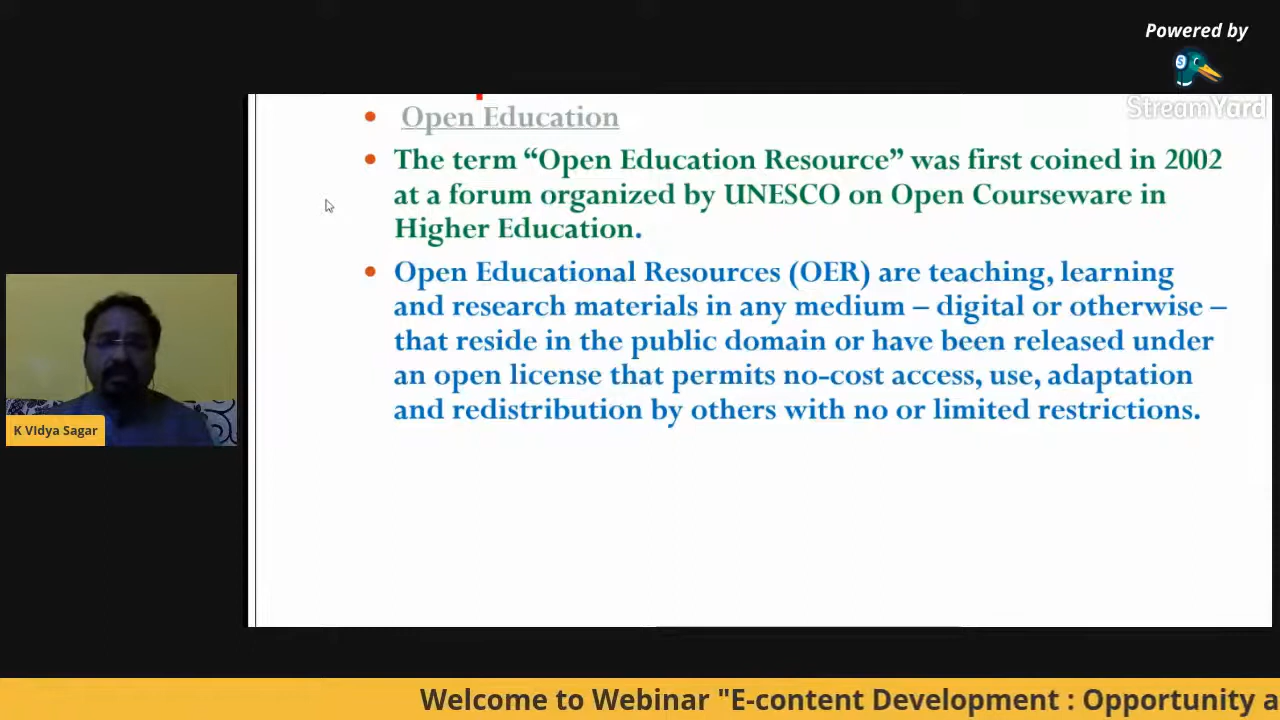 Powered by
StreamYard
Open Education
The term “Open Education Resource” was first coined in 2002
at a forum organized by UNESCO on Open Courseware in
Higher Education.
Open Educational Resources (OER) are teaching, learning
and research materials in any medium – digital or otherwise –
that reside in the public domain or have been released under
an open license that permits no-cost access, use, adaptation
and redistribution by others with no or limited restrictions.
K Vidya Sagar
Welcome to Webinar "E-content Development : Opportunity a